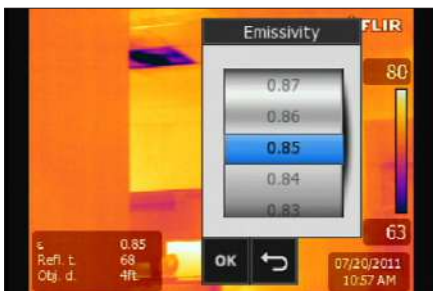 Emissivity
FLIR
80
0.87
0.86
0.85
0.84
0.83
63
ε 0.85
Refl. t. 68
Obj. d. 4ft
OK
07/20/2011
10:57 AM